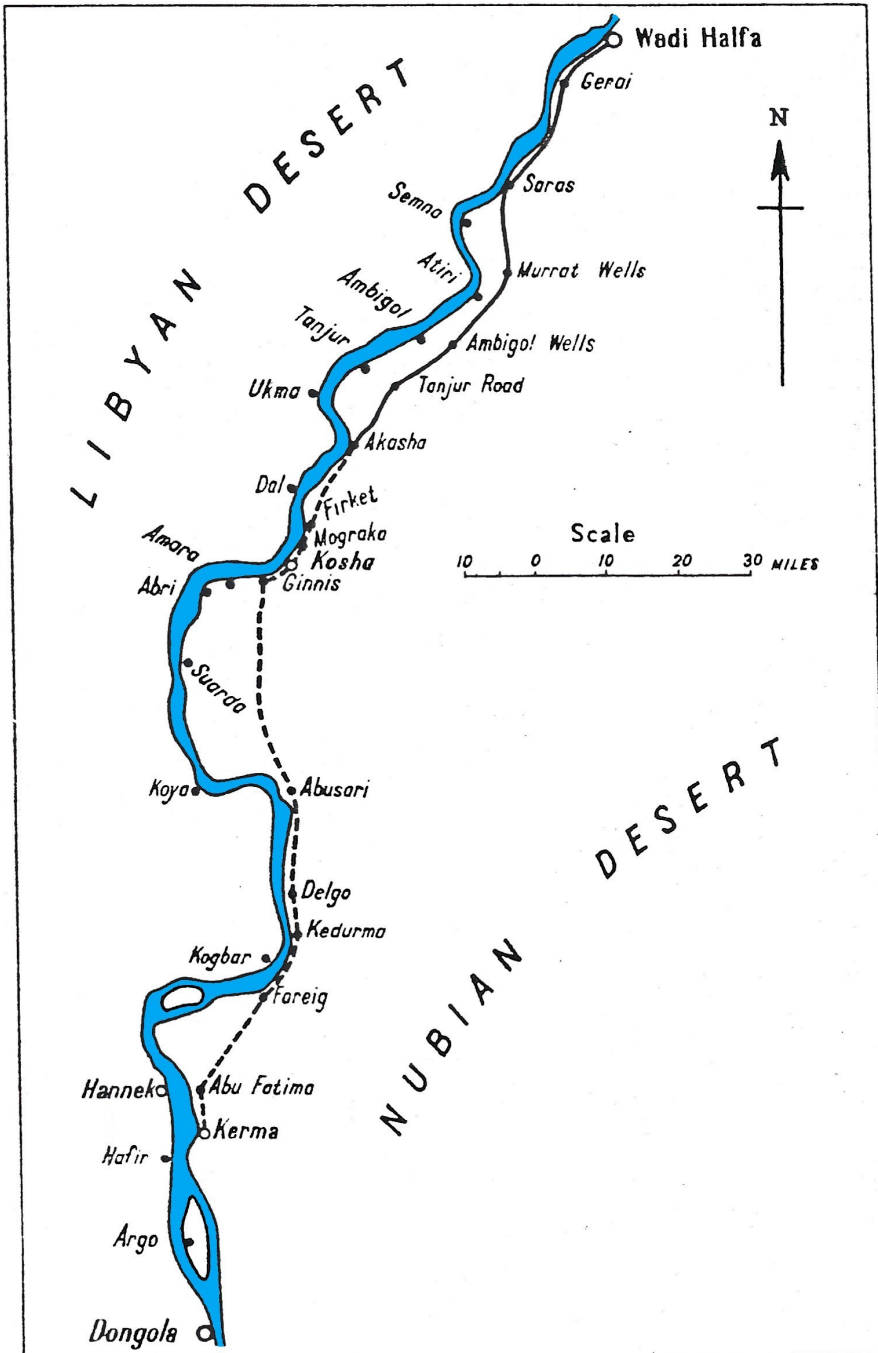 Wadi Halfa
Gerai
N
LIBYAN DESERT
Saras
Semna
Atiri
Murrat Wells
Ambigol
Ambigol Wells
Tanjur
Tanjur Road
Ukma
Akasha
Dal
Firket
Mograka
Scale
Amara
Kosha
10 0 10 20 30 MILES
Ginnis
Abri
Suarda
Koya
Abusari
NUBIAN DESERT
Delgo
Kedurma
Kogbar
Fareig
Hannek
Abu Fatima
Kerma
Hafir
Argo
Dongola